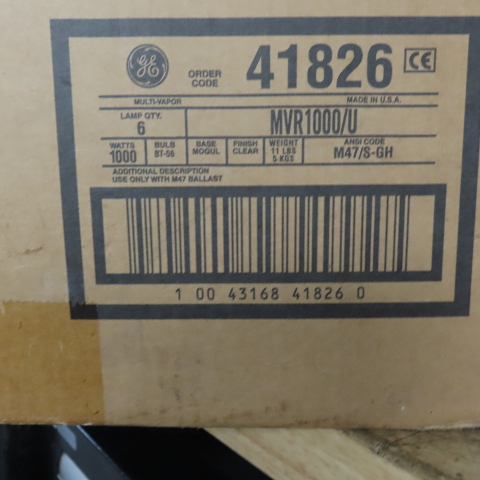 GE ORDER CODE 41826 CE
MULTI-VAPOR MADE IN U.S.A.
LAMP QTY. 6 MVR1000/U
WATTS BULB BASE FINISH WEIGHT ANSI CODE
1000 BT-56 MOGUL CLEAR 11 LBS M47/S-GH
5 KGS
ADDITIONAL DESCRIPTION
USE ONLY WITH M47 BALLAST
1 00 43168 41826 0